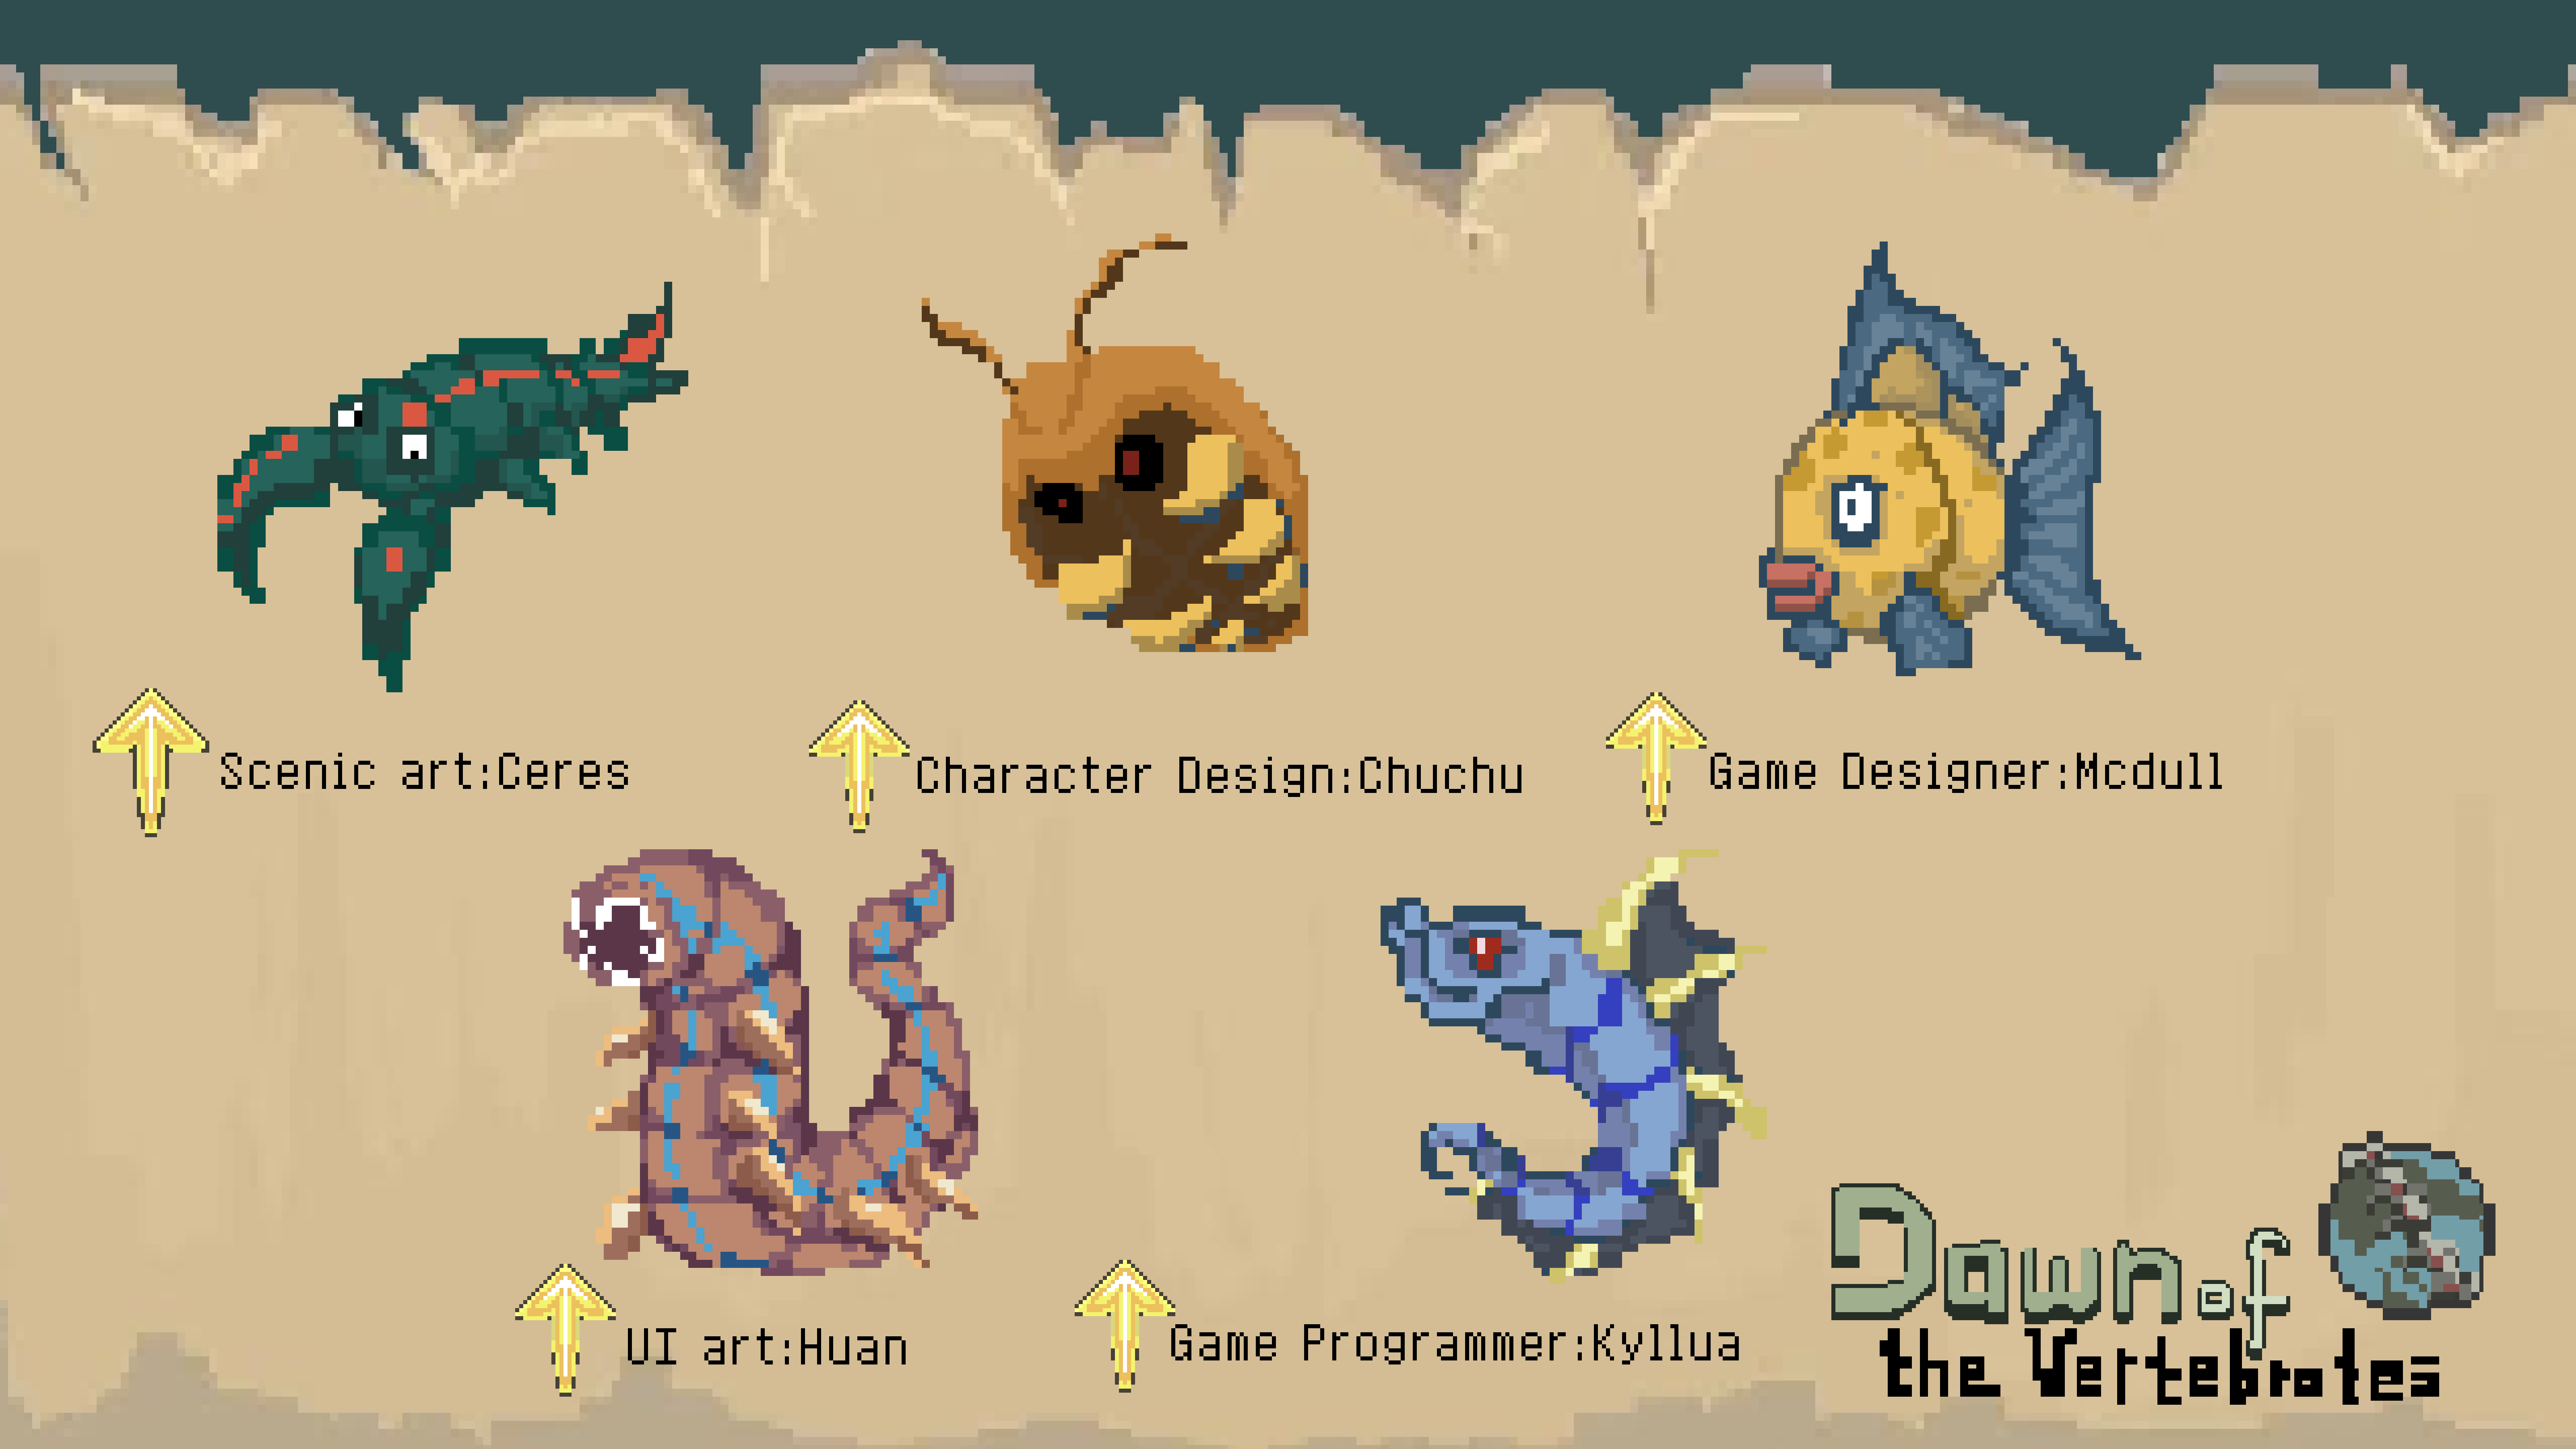 Scenic art:Ceres
Character Design:Chuchu
Game Designer:Mcdull
UI art:Huan
Game Programmer:Kyllua
Dawn of
the Vertebrates